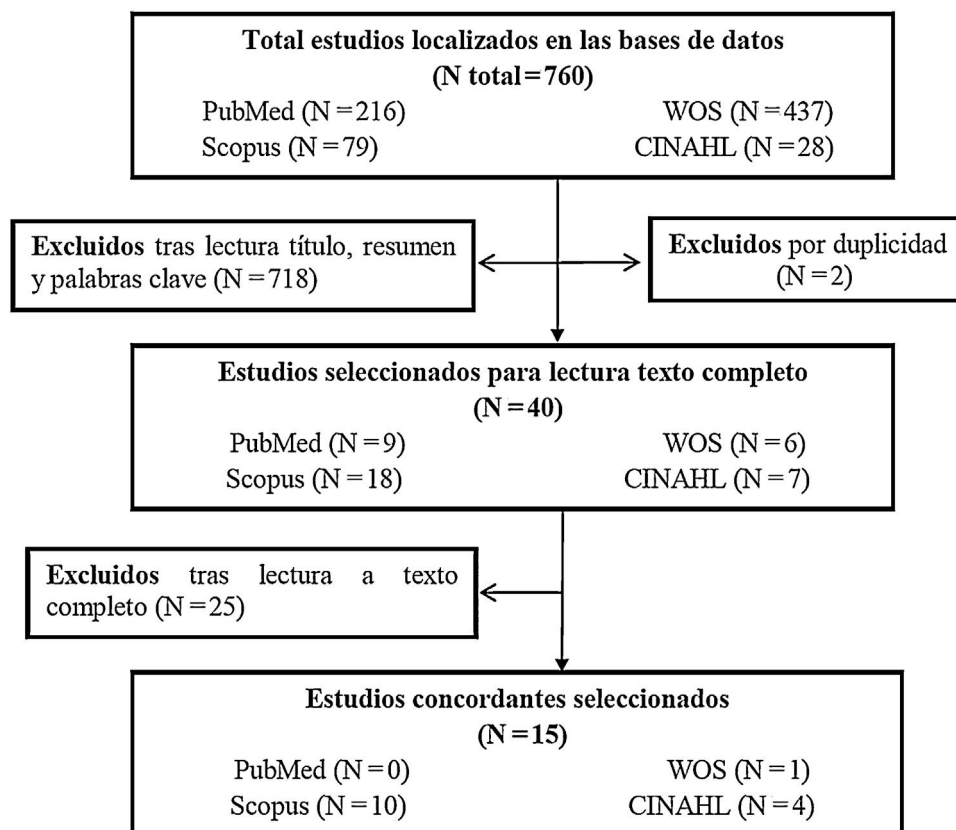 Total estudios localizados en las bases de datos
(N total=760)
PubMed (N=216) WOS (N=437)
Scopus (N=79) CINAHL (N=28)
Excluidos tras lectura título, resumen
y palabras clave (N=718)
Excluidos por duplicidad
(N=2)
Estudios seleccionados para lectura texto completo
(N=40)
PubMed (N=9) WOS (N=6)
Scopus (N=18) CINAHL (N=7)
Excluidos tras lectura a texto
completo (N=25)
Estudios concordantes seleccionados
(N=15)
PubMed (N=0) WOS (N=1)
Scopus (N=10) CINAHL (N=4)